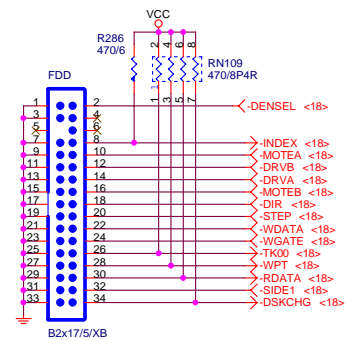 VCC
R286
470/6
2 4 6 8
RN109
470/8P4R
1 3 5 7
FDD
1 2 -DENSEL <18>
3 4
5 6
7 8 -INDEX <18>
9 10 -MOTEA <18>
11 12 -DRVB <18>
13 14 -DRVA <18>
15 16 -MOTEB <18>
17 18 -DIR <18>
19 20 -STEP <18>
21 22 -WDATA <18>
23 24 -WGATE <18>
25 26 -TK00 <18>
27 28 -WPT <18>
29 30 -RDATA <18>
31 32 -SIDE1 <18>
33 34 -DSKCHG <18>
B2x17/5/XB